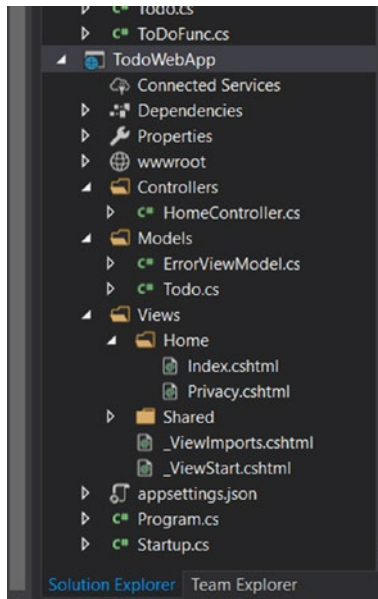 Todo.cs
C# ToDoFunc.cs
TodoWebApp
Connected Services
Dependencies
Properties
wwwroot
Controllers
C# HomeController.cs
Models
C# ErrorViewModel.cs
C# Todo.cs
Views
Home
Index.cshtml
Privacy.cshtml
Shared
_ViewImports.cshtml
_ViewStart.cshtml
appsettings.json
C# Program.cs
C# Startup.cs
Solution Explorer Team Explorer